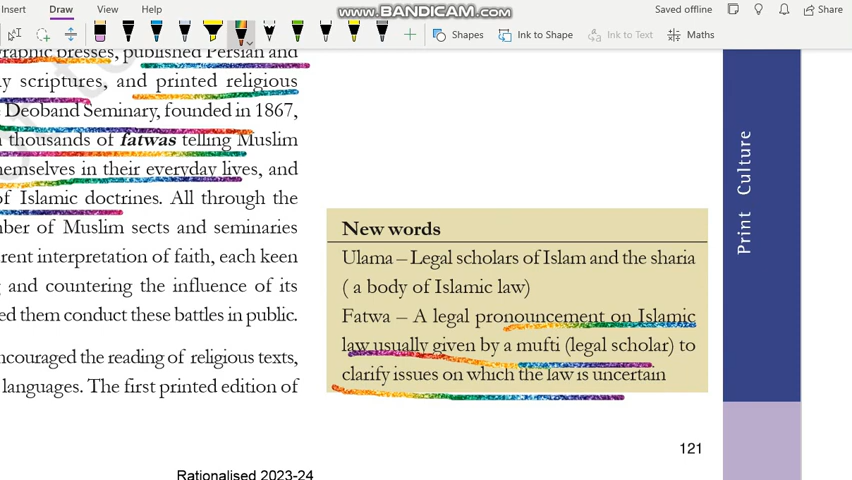 Insert Draw View Help
www.BANDICAM.com
Saved offline
Share
Shapes
Ink to Shape
Ink to Text
Maths
graphic presses, published Persian and
scriptures, and printed religious
Deoband Seminary, founded in 1867,
thousands of fatwas telling Muslim
themselves in their everyday lives, and
of Islamic doctrines. All through the
of Muslim sects and seminaries
interpretation of faith, each keen
and countering the influence of its
them conduct these battles in public.
the reading of religious texts,
languages. The first printed edition of
New words
Ulama – Legal scholars of Islam and the sharia
( a body of Islamic law)
Fatwa – A legal pronouncement on Islamic
law usually given by a mufti (legal scholar) to
clarify issues on which the law is uncertain
Print Culture
121
Rationalised 2023-24